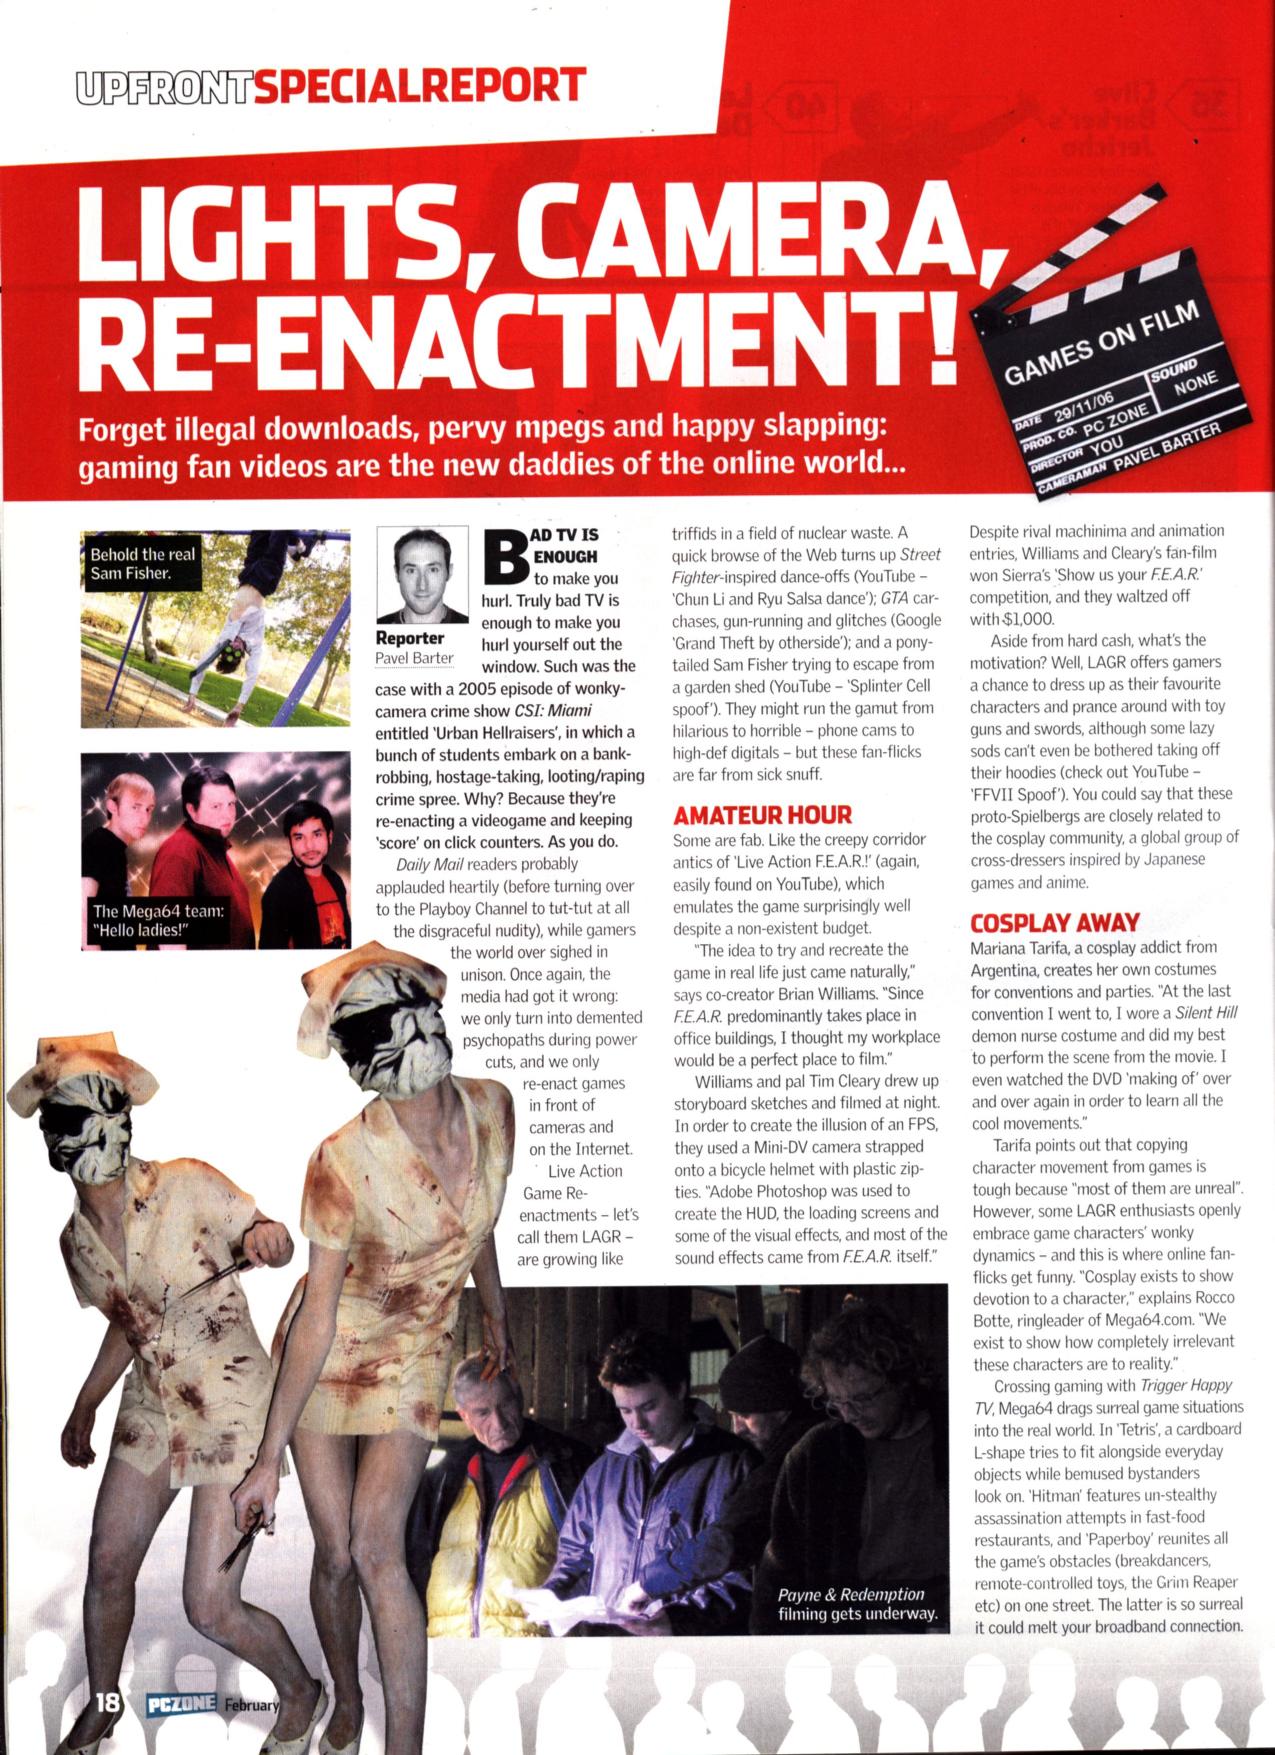 UPFRONTSPECIALREPORT
LIGHTS, CAMERA,
RE-ENACTMENT!
Forget illegal downloads, pervy mpegs and happy slapping:
gaming fan videos are the new daddies of the online world...
GAMES ON FILM
DATE 29/11/06
SOUND
NONE
PROD. CO. PC ZONE
DIRECTOR YOU
CAMERAMAN PAVEL BARTER
Behold the real
Sam Fisher.
The Mega64 team:
"Hello ladies!"
Reporter
Pavel Barter
BAD TV IS
ENOUGH
to make you
hurl. Truly bad TV is
enough to make you
hurl yourself out the
window. Such was the
case with a 2005 episode of wonky-
camera crime show CSI: Miami
entitled 'Urban Hellraisers', in which a
bunch of students embark on a bank-
robbing, hostage-taking, looting/raping
crime spree. Why? Because they're
re-enacting a videogame and keeping
'score' on click counters. As you do.
Daily Mail readers probably
applauded heartily (before turning over
to the Playboy Channel to tut-tut at all
the disgraceful nudity), while gamers
the world over sighed in
unison. Once again, the
media had got it wrong:
we only turn into demented
psychopaths during power
cuts, and we only
re-enact games
in front of
cameras and
on the Internet.
Live Action
Game Re-
enactments – let's
call them LAGR –
are growing like
triffids in a field of nuclear waste. A
quick browse of the Web turns up Street
Fighter-inspired dance-offs (YouTube –
'Chun Li and Ryu Salsa dance'); GTA car-
chases, gun-running and glitches (Google
'Grand Theft by otherside'); and a pony-
tailed Sam Fisher trying to escape from
a garden shed (YouTube – 'Splinter Cell
spoof'). They might run the gamut from
hilarious to horrible – phone cams to
high-def digitals – but these fan-flicks
are far from sick snuff.
AMATEUR HOUR
Some are fab. Like the creepy corridor
antics of 'Live Action F.E.A.R.!' (again,
easily found on YouTube), which
emulates the game surprisingly well
despite a non-existent budget.
"The idea to try and recreate the
game in real life just came naturally,"
says co-creator Brian Williams. "Since
F.E.A.R. predominantly takes place in
office buildings, I thought my workplace
would be a perfect place to film."
Williams and pal Tim Cleary drew up
storyboard sketches and filmed at night.
In order to create the illusion of an FPS,
they used a Mini-DV camera strapped
onto a bicycle helmet with plastic zip-
ties. "Adobe Photoshop was used to
create the HUD, the loading screens and
some of the visual effects, and most of the
sound effects came from F.E.A.R. itself."
Despite rival machinima and animation
entries, Williams and Cleary's fan-film
won Sierra's 'Show us your F.E.A.R.'
competition, and they waltzed off
with $1,000.
Aside from hard cash, what's the
motivation? Well, LAGR offers gamers
a chance to dress up as their favourite
characters and prance around with toy
guns and swords, although some lazy
sods can't even be bothered taking off
their hoodies (check out YouTube –
'FFVII Spoof'). You could say that these
proto-Spielbergs are closely related to
the cosplay community, a global group of
cross-dressers inspired by Japanese
games and anime.
COSPLAY AWAY
Mariana Tarifa, a cosplay addict from
Argentina, creates her own costumes
for conventions and parties. "At the last
convention I went to, I wore a Silent Hill
demon nurse costume and did my best
to perform the scene from the movie. I
even watched the DVD 'making of' over
and over again in order to learn all the
cool movements."
Tarifa points out that copying
character movement from games is
tough because "most of them are unreal".
However, some LAGR enthusiasts openly
embrace game characters' wonky
dynamics – and this is where online fan-
flicks get funny. "Cosplay exists to show
devotion to a character," explains Rocco
Botte, ringleader of Mega64.com. "We
exist to show how completely irrelevant
these characters are to reality."
Crossing gaming with Trigger Happy
TV, Mega64 drags surreal game situations
into the real world. In 'Tetris', a cardboard
L-shape tries to fit alongside everyday
objects while bemused bystanders
look on. 'Hitman' features un-stealthy
assassination attempts in fast-food
restaurants, and 'Paperboy' reunites all
the game's obstacles (breakdancers,
remote-controlled toys, the Grim Reaper
etc) on one street. The latter is so surreal
it could melt your broadband connection.
Payne & Redemption
filming gets underway.
18 PCZONE February